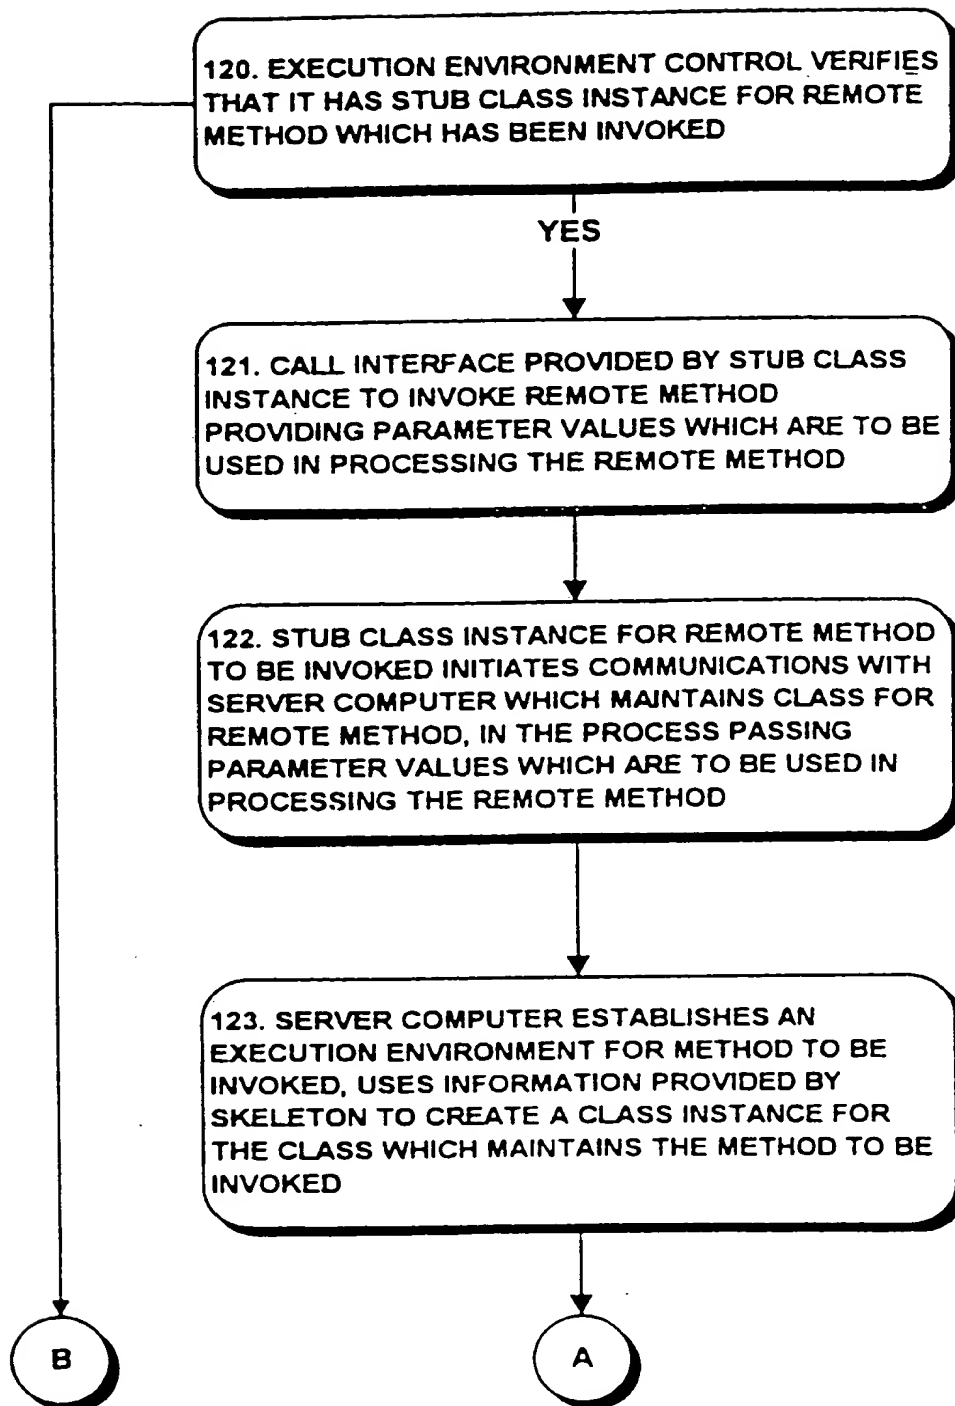 120. EXECUTION ENVIRONMENT CONTROL VERIFIES
THAT IT HAS STUB CLASS INSTANCE FOR REMOTE
METHOD WHICH HAS BEEN INVOKED
YES
121. CALL INTERFACE PROVIDED BY STUB CLASS
INSTANCE TO INVOKE REMOTE METHOD
PROVIDING PARAMETER VALUES WHICH ARE TO BE
USED IN PROCESSING THE REMOTE METHOD
122. STUB CLASS INSTANCE FOR REMOTE METHOD
TO BE INVOKED INITIATES COMMUNICATIONS WITH
SERVER COMPUTER WHICH MAINTAINS CLASS FOR
REMOTE METHOD, IN THE PROCESS PASSING
PARAMETER VALUES WHICH ARE TO BE USED IN
PROCESSING THE REMOTE METHOD
123. SERVER COMPUTER ESTABLISHES AN
EXECUTION ENVIRONMENT FOR METHOD TO BE
INVOKED, USES INFORMATION PROVIDED BY
SKELETON TO CREATE A CLASS INSTANCE FOR
THE CLASS WHICH MAINTAINS THE METHOD TO BE
INVOKED
B
A